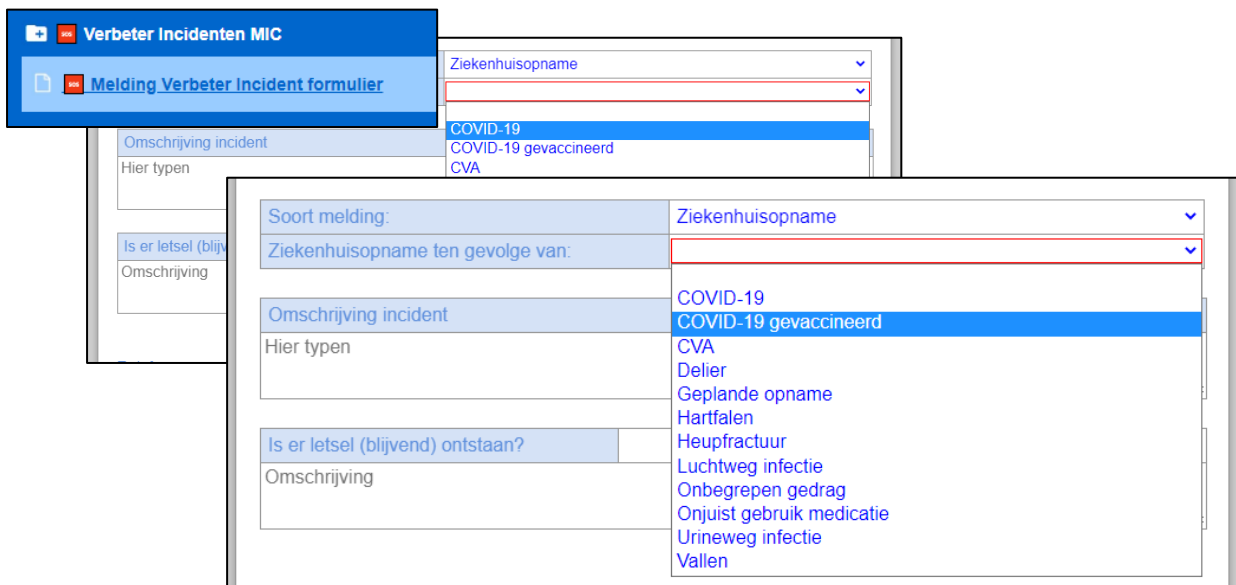 sos Verbeter Incidenten MIC
sos Melding Verbeter Incident formulier
Ziekenhuisopname
COVID-19
COVID-19 gevaccineerd
CVA
Omschrijving incident
Hier typen
Is er letsel (blijv
Omschrijving
Soort melding:
Ziekenhuisopname
Ziekenhuisopname ten gevolge van:
COVID-19
COVID-19 gevaccineerd
CVA
Delier
Geplande opname
Hartfalen
Heupfractuur
Luchtweg infectie
Onbegrepen gedrag
Onjuist gebruik medicatie
Urineweg infectie
Vallen
Omschrijving incident
Hier typen
Is er letsel (blijvend) ontstaan?
Omschrijving